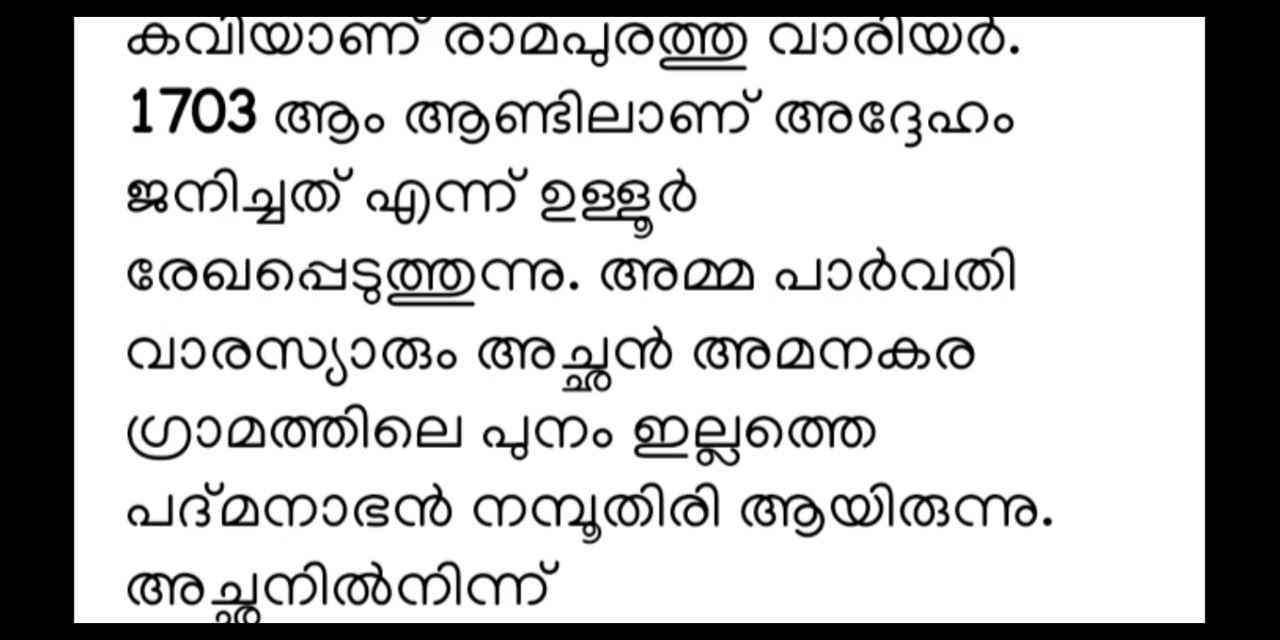 കവിയാണ് രാമപുരത്തു വാരിയർ.
1703 ആം ആണ്ടിലാണ് അദ്ദേഹം
ജനിച്ചത് എന്ന് ഉള്ളൂർ
രേഖപ്പെടുത്തുന്നു. അമ്മ പാർവതി
വാരസ്യാരും അച്ഛൻ അമനകര
ഗ്രാമത്തിലെ പുനം ഇല്ലത്തെ
പദ്മനാഭൻ നമ്പൂതിരി ആയിരുന്നു.
അച്ഛനിൽനിന്ന്